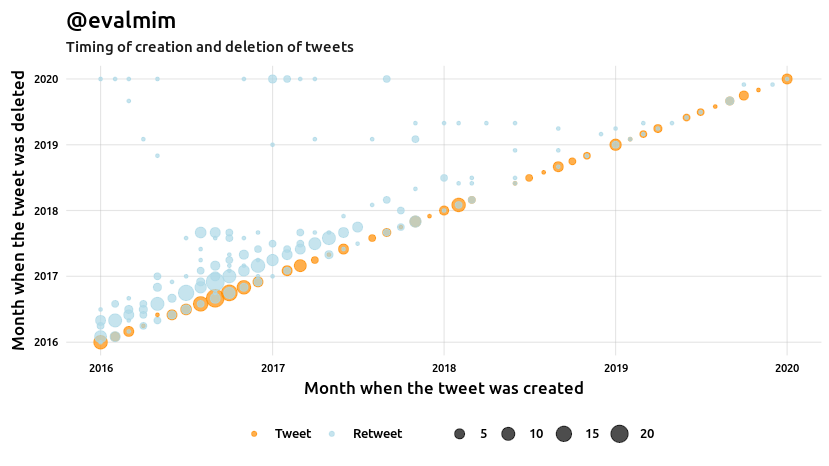 @evalmim
Timing of creation and deletion of tweets
Month when the tweet was deleted
2020
2019
2018
2017
2016
2016 2017 2018 2019 2020
Month when the tweet was created
Tweet Retweet 5 10 15 20